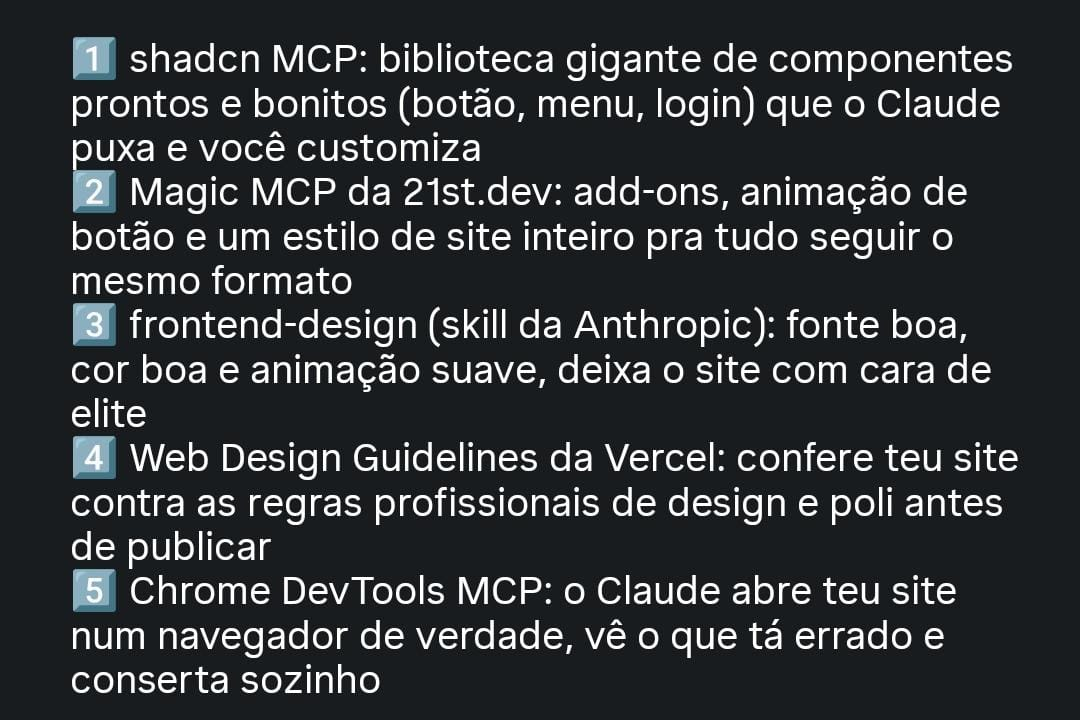 1️⃣ shadcn MCP: biblioteca gigante de componentes
prontos e bonitos (botão, menu, login) que o Claude
puxa e você customiza
2️⃣ Magic MCP da 21st.dev: add-ons, animação de
botão e um estilo de site inteiro pra tudo seguir o
mesmo formato
3️⃣ frontend-design (skill da Anthropic): fonte boa,
cor boa e animação suave, deixa o site com cara de
elite
4️⃣ Web Design Guidelines da Vercel: confere teu site
contra as regras profissionais de design e poli antes
de publicar
5️⃣ Chrome DevTools MCP: o Claude abre teu site
num navegador de verdade, vê o que tá errado e
conserta sozinho